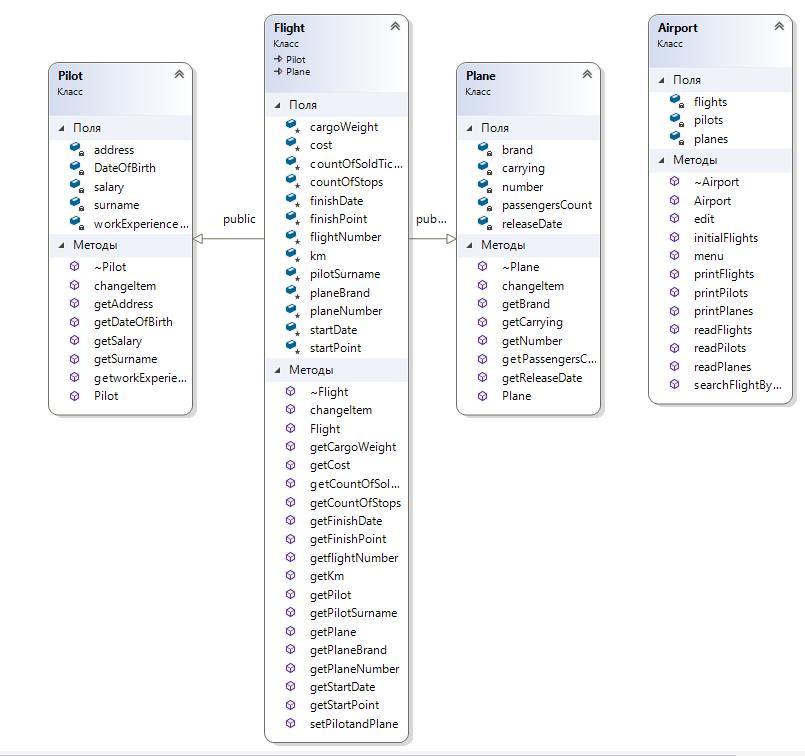 Pilot
Класс
Поля
address
DateOfBirth
salary
surname
workExperience...
Методы
~Pilot
changeItem
getAddress
getDateOfBirth
getSalary
getSurname
getworkExperie...
Pilot
public
Flight
Класс
Pilot
Plane
Поля
cargoWeight
cost
countOfSoldTic...
countOfStops
finishDate
finishPoint
flightNumber
km
pilotSurname
planeBrand
planeNumber
startDate
startPoint
Методы
~Flight
changeItem
Flight
getCargoWeight
getCost
getCountOfSol...
getCountOfStops
getFinishDate
getFinishPoint
getflightNumber
getKm
getPilot
getPilotSurname
getPlane
getPlaneBrand
getPlaneNumber
getStartDate
getStartPoint
setPilotandPlane
pub...
Plane
Класс
Поля
brand
carrying
number
passengersCount
releaseDate
Методы
~Plane
changeItem
getBrand
getCarrying
getNumber
getPassengersC...
getReleaseDate
Plane
Airport
Класс
Поля
flights
pilots
planes
Методы
~Airport
Airport
edit
initialFlights
menu
printFlights
printPilots
printPlanes
readFlights
readPilots
readPlanes
searchFlightBy...